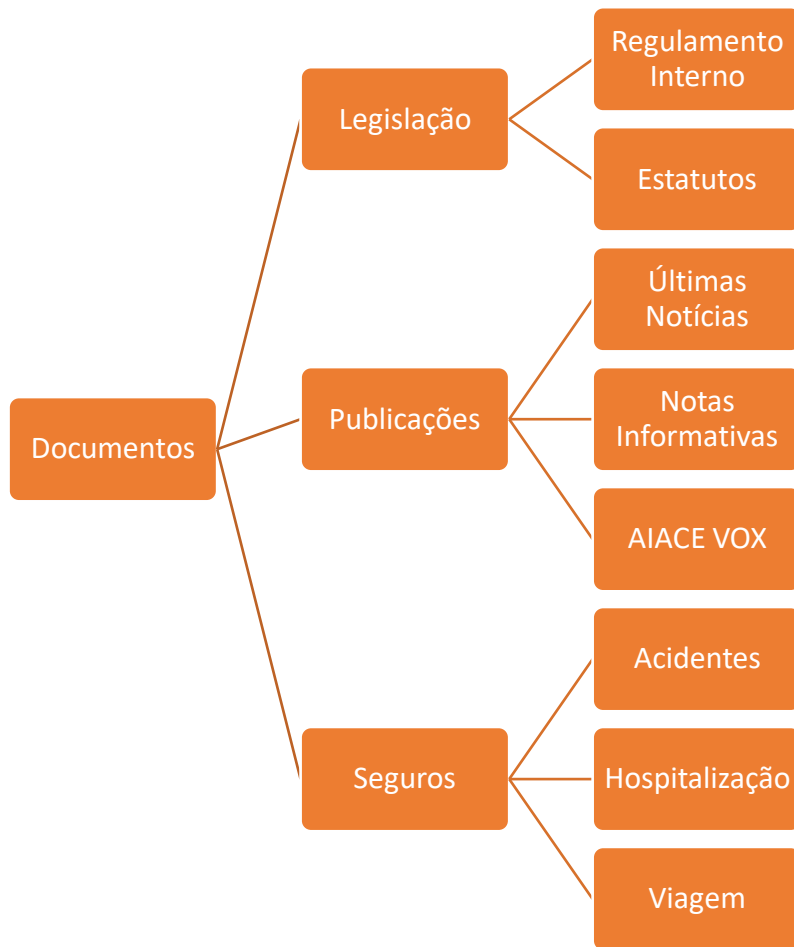 Documentos
Legislação
Regulamento
Interno
Estatutos
Publicações
Últimas
Notícias
Notas
Informativas
AIACE VOX
Seguros
Acidentes
Hospitalização
Viagem